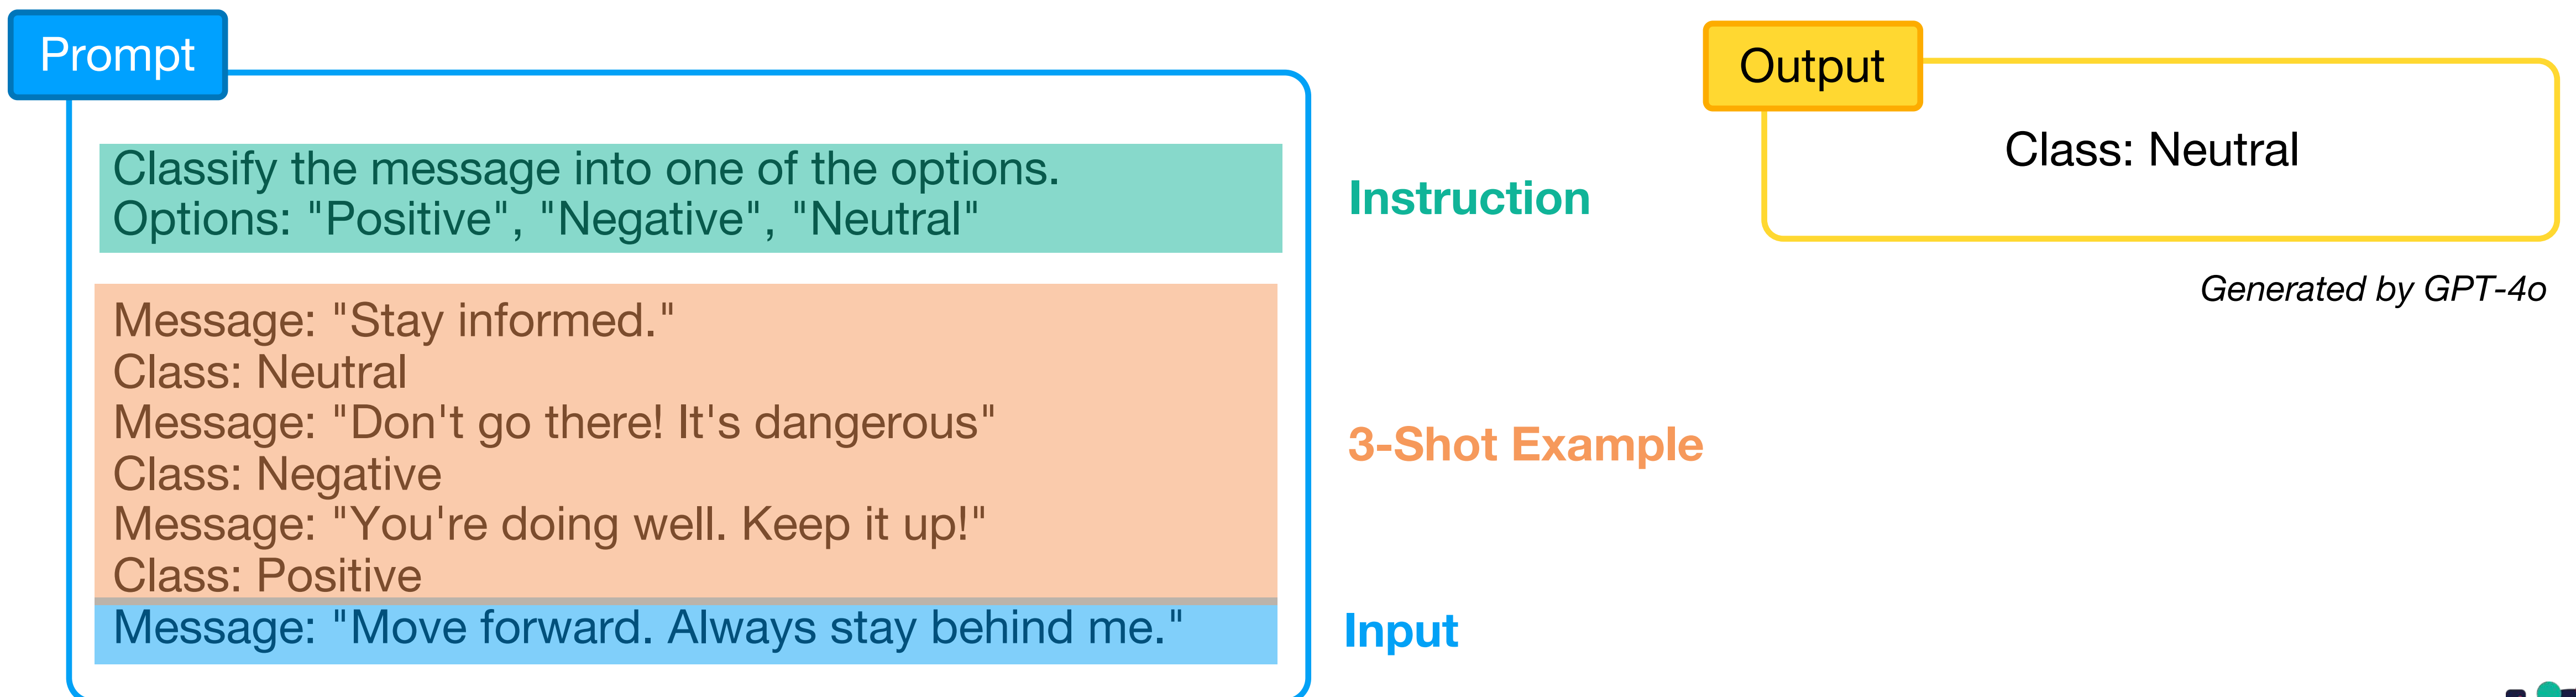 Prompt
Classify the message into one of the options.
Options: "Positive", "Negative", "Neutral"
Instruction
Message: "Stay informed."
Class: Neutral
Message: "Don't go there! It's dangerous"
Class: Negative
Message: "You're doing well. Keep it up!"
Class: Positive
3-Shot Example
Message: "Move forward. Always stay behind me."
Input
Output
Class: Neutral
Generated by GPT-4o